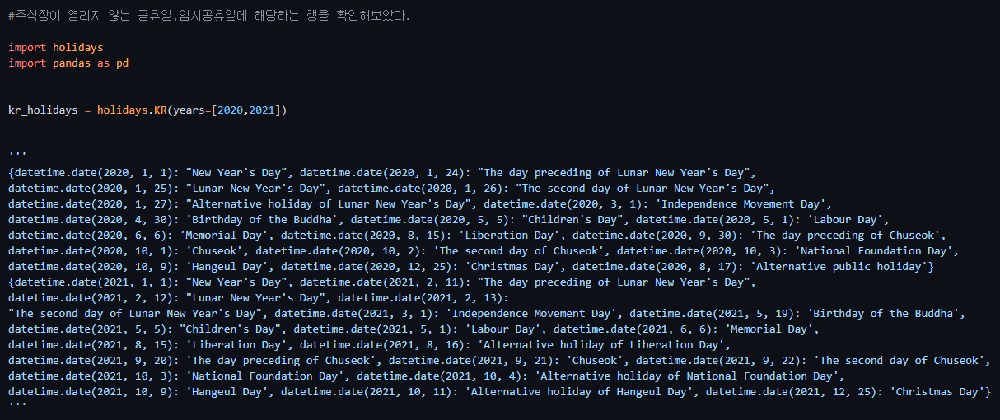 #주식장이 열리지 않는 공휴일,임시공휴일에 해당하는 행을 확인해보았다.
import holidays
import pandas as pd
kr_holidays = holidays.KR(years=[2020,2021])
'''
{datetime.date(2020, 1, 1): "New Year's Day", datetime.date(2020, 1, 24): "The day preceding of Lunar New Year's Day",
datetime.date(2020, 1, 25): "Lunar New Year's Day", datetime.date(2020, 1, 26): "The second day of Lunar New Year's Day",
datetime.date(2020, 1, 27): "Alternative holiday of Lunar New Year's Day", datetime.date(2020, 3, 1): 'Independence Movement Day',
datetime.date(2020, 4, 30): 'Birthday of the Buddha', datetime.date(2020, 5, 5): "Children's Day", datetime.date(2020, 5, 1): 'Labour Day',
datetime.date(2020, 6, 6): 'Memorial Day', datetime.date(2020, 8, 15): 'Liberation Day', datetime.date(2020, 9, 30): 'The day preceding of Chuseok',
datetime.date(2020, 10, 1): 'Chuseok', datetime.date(2020, 10, 2): 'The second day of Chuseok', datetime.date(2020, 10, 3): 'National Foundation Day',
datetime.date(2020, 10, 9): 'Hangeul Day', datetime.date(2020, 12, 25): 'Christmas Day', datetime.date(2020, 8, 17): 'Alternative public holiday'}
{datetime.date(2021, 1, 1): "New Year's Day", datetime.date(2021, 2, 11): "The day preceding of Lunar New Year's Day",
datetime.date(2021, 2, 12): "Lunar New Year's Day", datetime.date(2021, 2, 13):
"The second day of Lunar New Year's Day", datetime.date(2021, 3, 1): 'Independence Movement Day', datetime.date(2021, 5, 19): 'Birthday of the Buddha',
datetime.date(2021, 5, 5): "Children's Day", datetime.date(2021, 5, 1): 'Labour Day', datetime.date(2021, 6, 6): 'Memorial Day',
datetime.date(2021, 8, 15): 'Liberation Day', datetime.date(2021, 8, 16): 'Alternative holiday of Liberation Day',
datetime.date(2021, 9, 20): 'The day preceding of Chuseok', datetime.date(2021, 9, 21): 'Chuseok', datetime.date(2021, 9, 22): 'The second day of Chuseok',
datetime.date(2021, 10, 3): 'National Foundation Day', datetime.date(2021, 10, 4): 'Alternative holiday of National Foundation Day',
datetime.date(2021, 10, 9): 'Hangeul Day', datetime.date(2021, 10, 11): 'Alternative holiday of Hangeul Day', datetime.date(2021, 12, 25): 'Christmas Day'}
'''